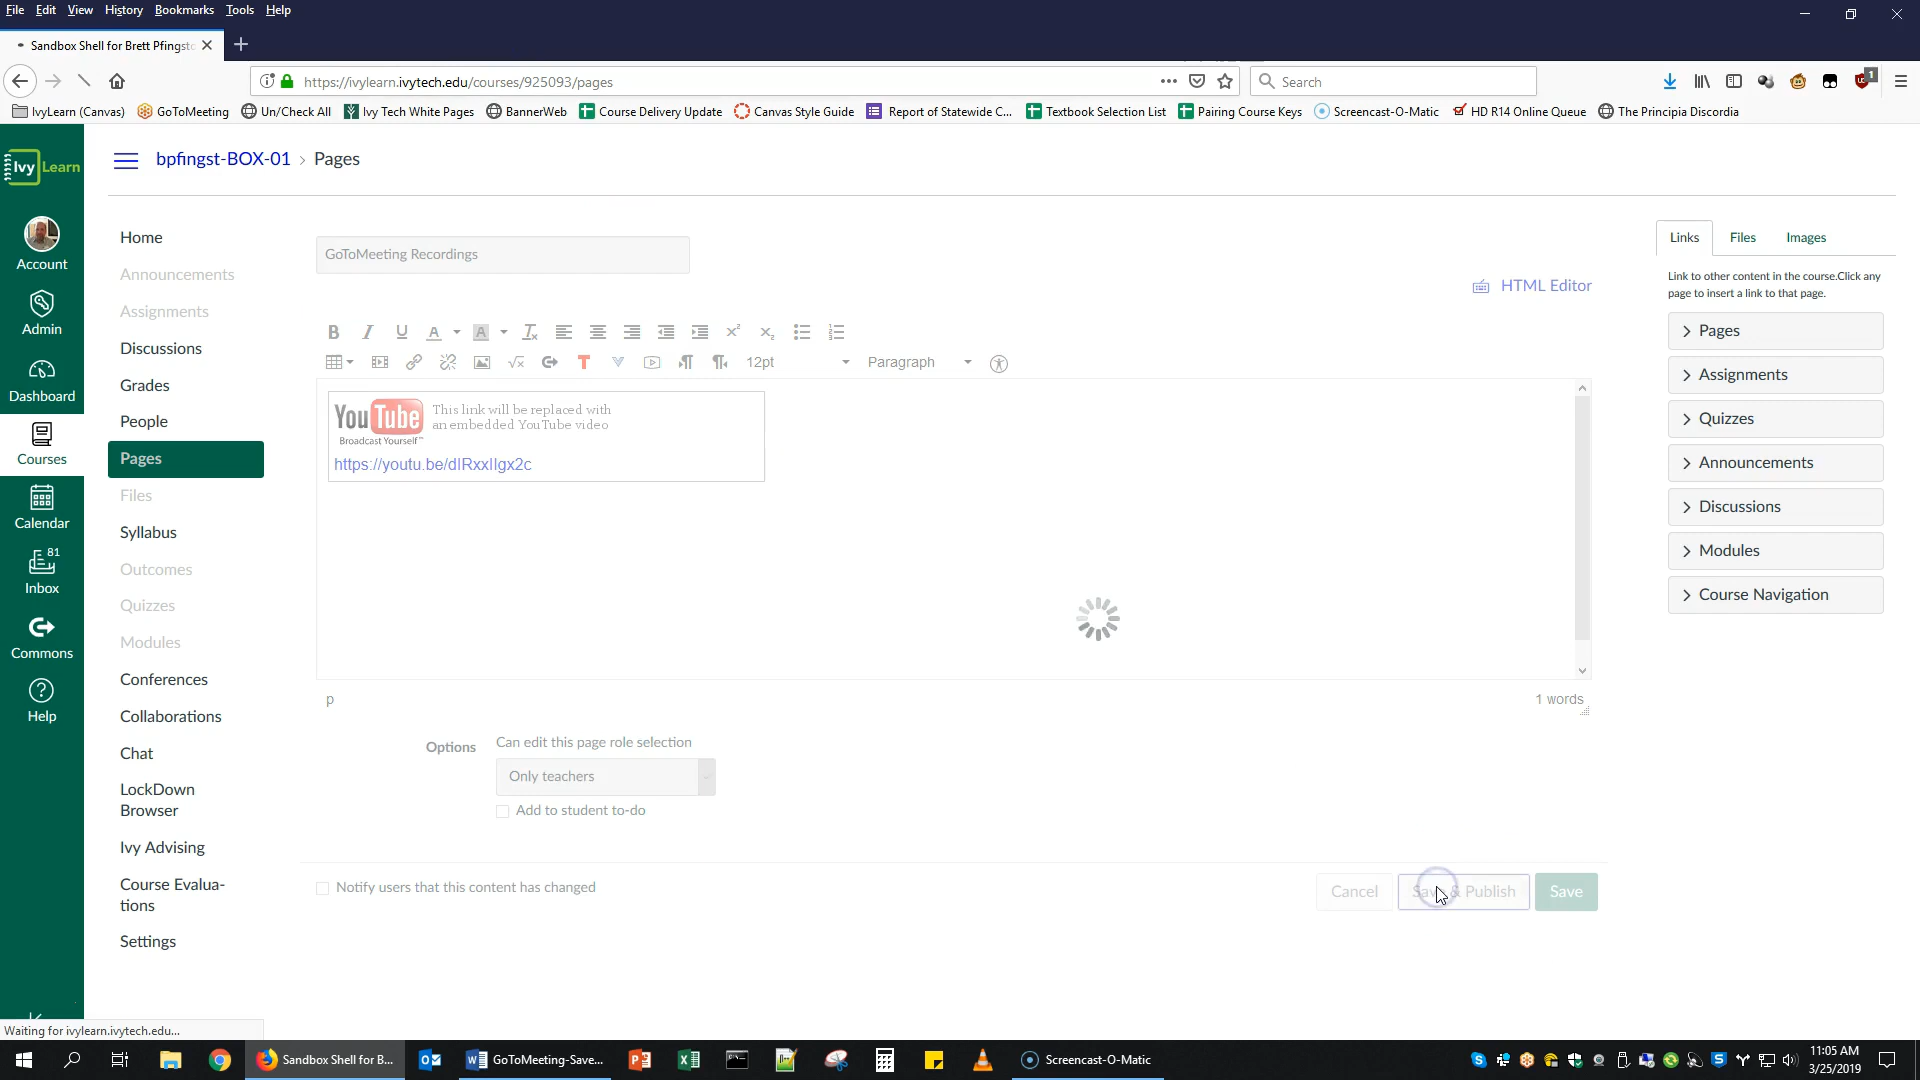 File Edit View History Bookmarks Tools Help
Sandbox Shell for Brett Pfingst
https://ivylearn.ivytech.edu/courses/925093/pages
Search
1
IvyLearn (Canvas) GoToMeeting Un/Check All Ivy Tech White Pages BannerWeb Course Delivery Update Canvas Style Guide Report of Statewide C... Textbook Selection List Pairing Course Keys Screencast-O-Matic HD R14 Online Queue The Principia Discordia
Ivy Learn
bpfingst-BOX-01 › Pages
Account
Admin
Dashboard
Courses
Calendar
81
Inbox
Commons
Help
Home
Announcements
Assignments
Discussions
Grades
People
Pages
Files
Syllabus
Outcomes
Quizzes
Modules
Conferences
Collaborations
Chat
LockDown
Browser
Ivy Advising
Course Evalua-
tions
Settings
GoToMeeting Recordings
HTML Editor
12pt Paragraph
YouTube
Broadcast Yourself™
This link will be replaced with
an embedded YouTube video
https://youtu.be/dIRxxIlgx2c
p
1 words
Options
Can edit this page role selection
Only teachers
Add to student to-do
Notify users that this content has changed
Cancel Save & Publish Save
Links Files Images
Link to other content in the course.Click any
page to insert a link to that page.
Pages
Assignments
Quizzes
Announcements
Discussions
Modules
Course Navigation
Waiting for ivylearn.ivytech.edu...
Sandbox Shell for B...
GoToMeeting-Save...
Screencast-O-Matic
11:05 AM
3/25/2019